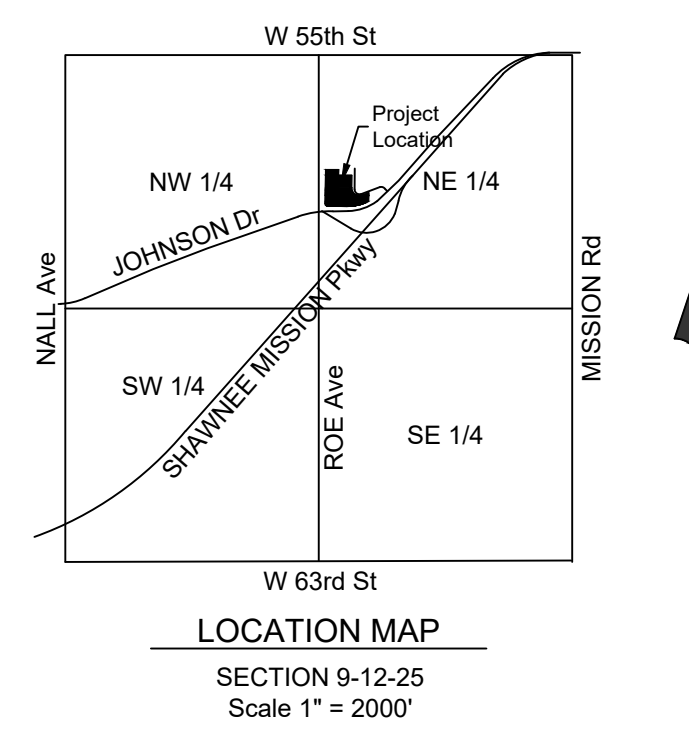 W 55th St
Project
Location
NW 1/4
NE 1/4
JOHNSON Dr
NALL Ave
MISSION Rd
SHAWNEE MISSION Pkwy
SW 1/4
ROE Ave
SE 1/4
W 63rd St
LOCATION MAP
SECTION 9-12-25
Scale 1" = 2000'